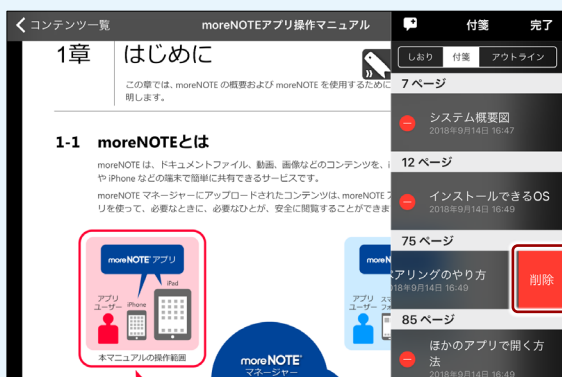 コンテンツ一覧
moreNOTEアプリ操作マニュアル
付箋
完了
1章 はじめに
この章では、moreNOTE の概要および moreNOTE を使用するために
明します。
1-1 moreNOTEとは
moreNOTE は、ドキュメントファイル、動画、画像などのコンテンツを、
や iPhone などの端末で簡単に共有できるサービスです。
moreNOTE マネージャーにアップロードされたコンテンツは、moreNOTE
リを使って、必要なときに、必要なひとが、安全に閲覧することができま
moreNOTE アプリ
アプリ
ユーザー
iPhone
iPad
本マニュアルの操作範囲
moreN
アプリ
ユーザー
moreNOTE
マネージャー
しおり
付箋
アウトライン
7 ページ
システム概要図
2018年9月14日 16:47
12 ページ
インストールできるOS
2018年9月14日 16:49
75 ページ
アリングのやり方
18年9月14日 16:49
削除
85 ページ
ほかのアプリで開く方
法
2018年9月14日 16:49